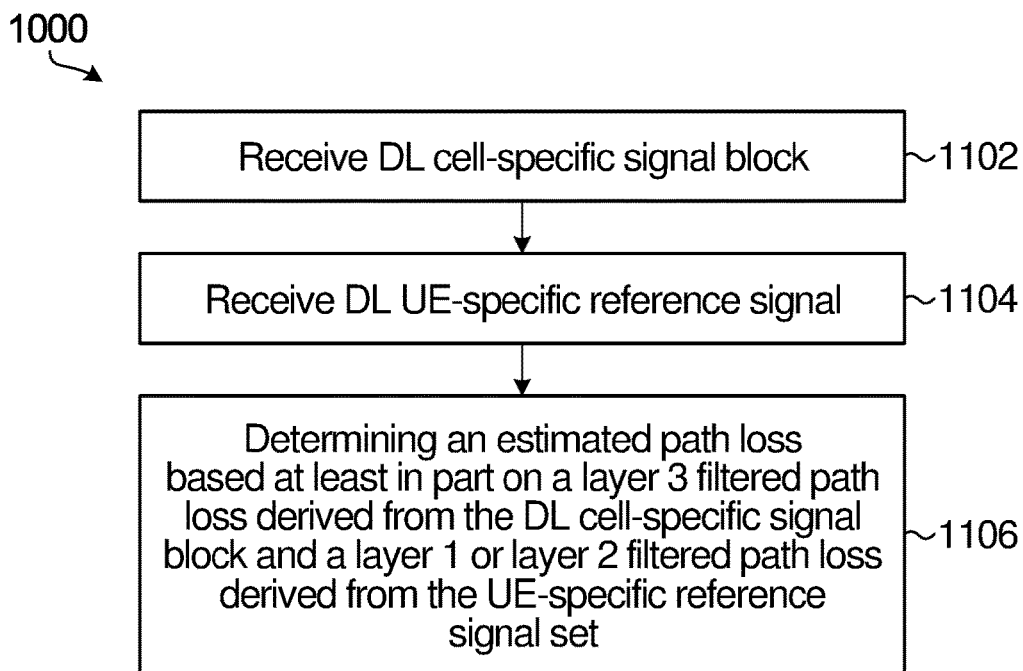 1000
Receive DL cell-specific signal block
1102
Receive DL UE-specific reference signal
1104
Determining an estimated path loss
based at least in part on a layer 3 filtered path
loss derived from the DL cell-specific signal
block and a layer 1 or layer 2 filtered path loss
derived from the UE-specific reference
signal set
1106